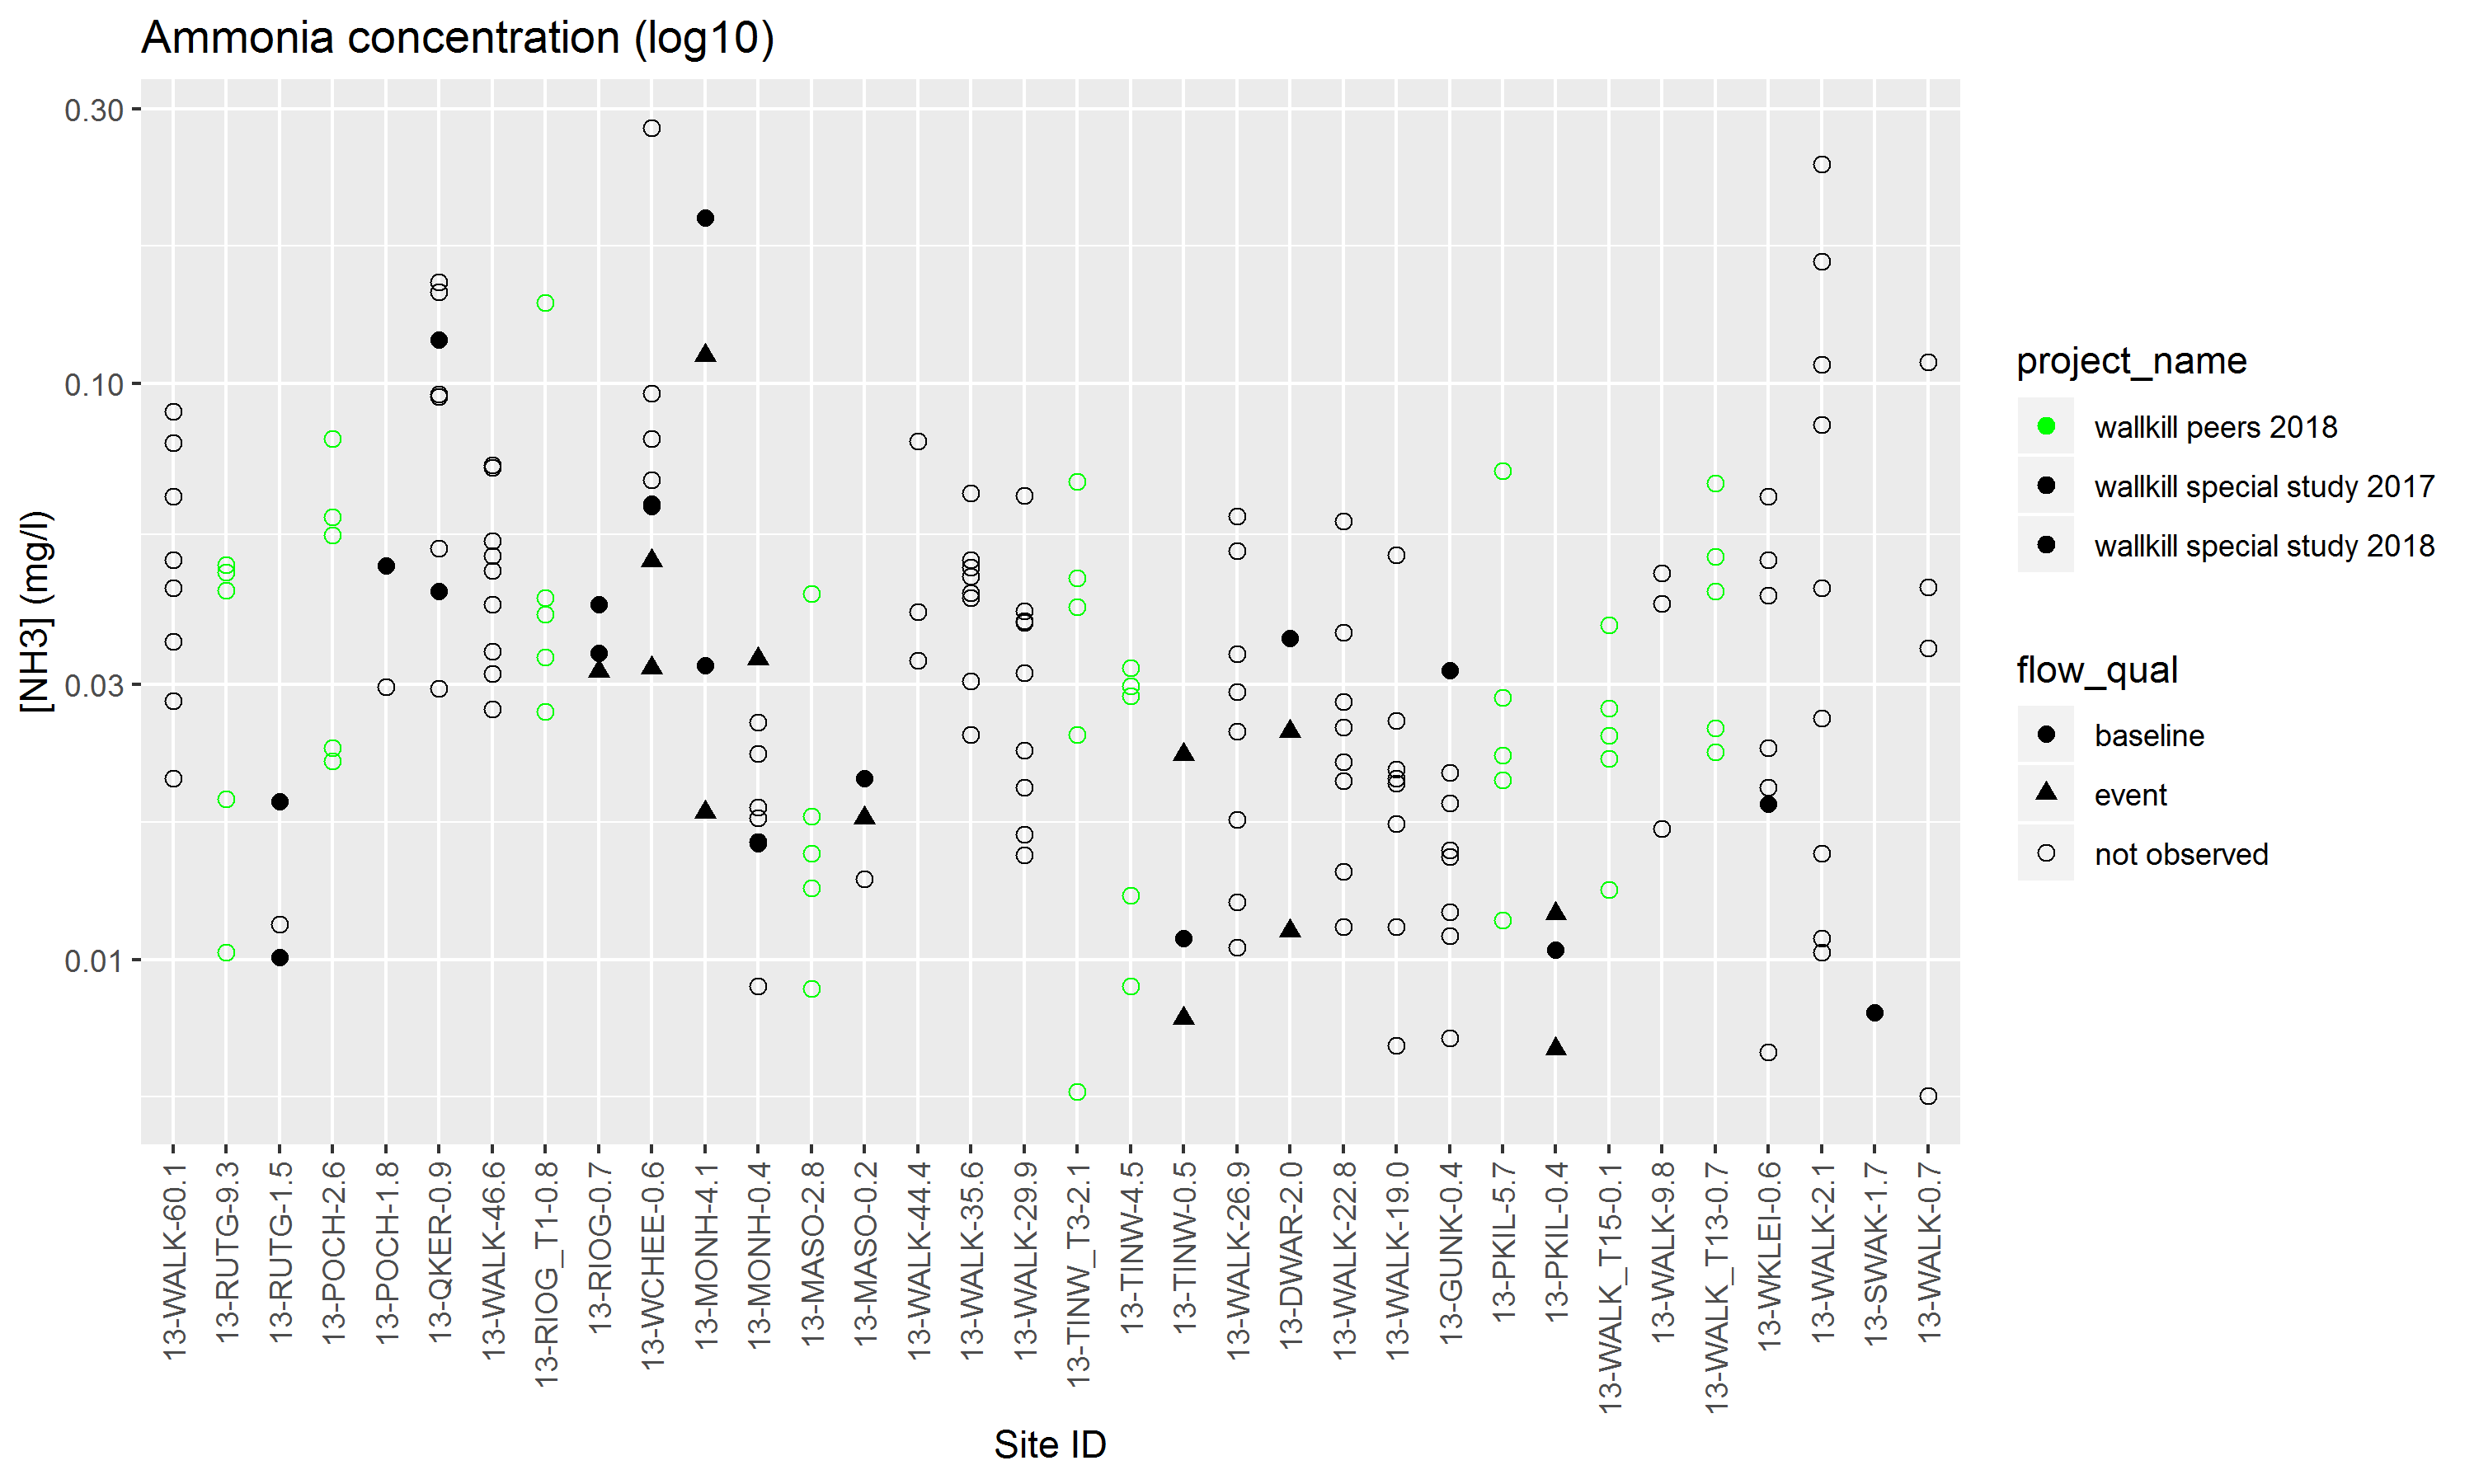 Ammonia concentration (log10)
0.30
0.10
0.03
0.01
[NH3] (mg/l)
13-WALK-60.1
13-RUTG-9.3
13-RUTG-1.5
13-POCH-2.6
13-POCH-1.8
13-QKER-0.9
13-WALK-46.6
13-RIOG_T1-0.8
13-RIOG-0.7
13-WCHEE-0.6
13-MONH-4.1
13-MONH-0.4
13-MASO-2.8
13-MASO-0.2
13-WALK-44.4
13-WALK-35.6
13-WALK-29.9
13-TINW_T3-2.1
13-TINW-4.5
13-TINW-0.5
13-WALK-26.9
13-DWAR-2.0
13-WALK-22.8
13-WALK-19.0
13-GUNK-0.4
13-PKIL-5.7
13-PKIL-0.4
13-WALK_T15-0.1
13-WALK-9.8
13-WALK_T13-0.7
13-WKLEI-0.6
13-WALK-2.1
13-SWAK-1.7
13-WALK-0.7
Site ID
project_name
wallkill peers 2018
wallkill special study 2017
wallkill special study 2018
flow_qual
baseline
event
not observed